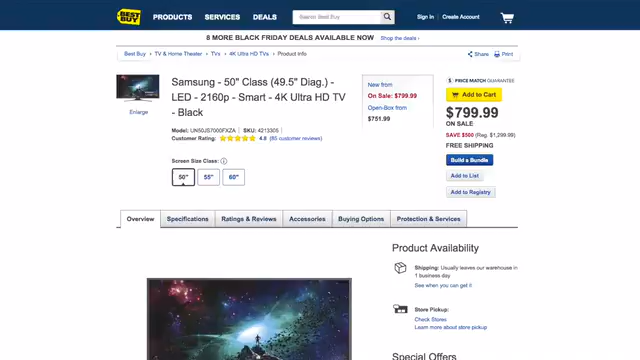 BEST BUY
PRODUCTS SERVICES DEALS
Search Best Buy
Sign In | Create Account
8 MORE BLACK FRIDAY DEALS AVAILABLE NOW Shop the deals ›
Best Buy › TV & Home Theater › TVs › 4K Ultra HD TVs › Product Info
Share Print
Samsung - 50" Class (49.5" Diag.) -
LED - 2160p - Smart - 4K Ultra HD TV
- Black
Enlarge
Model: UN50JS7000FXZA | SKU: 4213305 |
Customer Rating: 4.8 (85 customer reviews)
Screen Size Class:
50" 55" 60"
New from
On Sale: $799.99
Open-Box from
$751.99
$ PRICE MATCH GUARANTEE
Add to Cart
$799.99
ON SALE
SAVE $500 (Reg. $1,299.99)
FREE SHIPPING
Build a Bundle
Add to List
Add to Registry
Overview Specifications Ratings & Reviews Accessories Buying Options Protection & Services
Product Availability
Shipping: Usually leaves our warehouse in
1 business day
See when you can get it
Store Pickup:
Check Stores
Learn more about store pickup
Special Offers